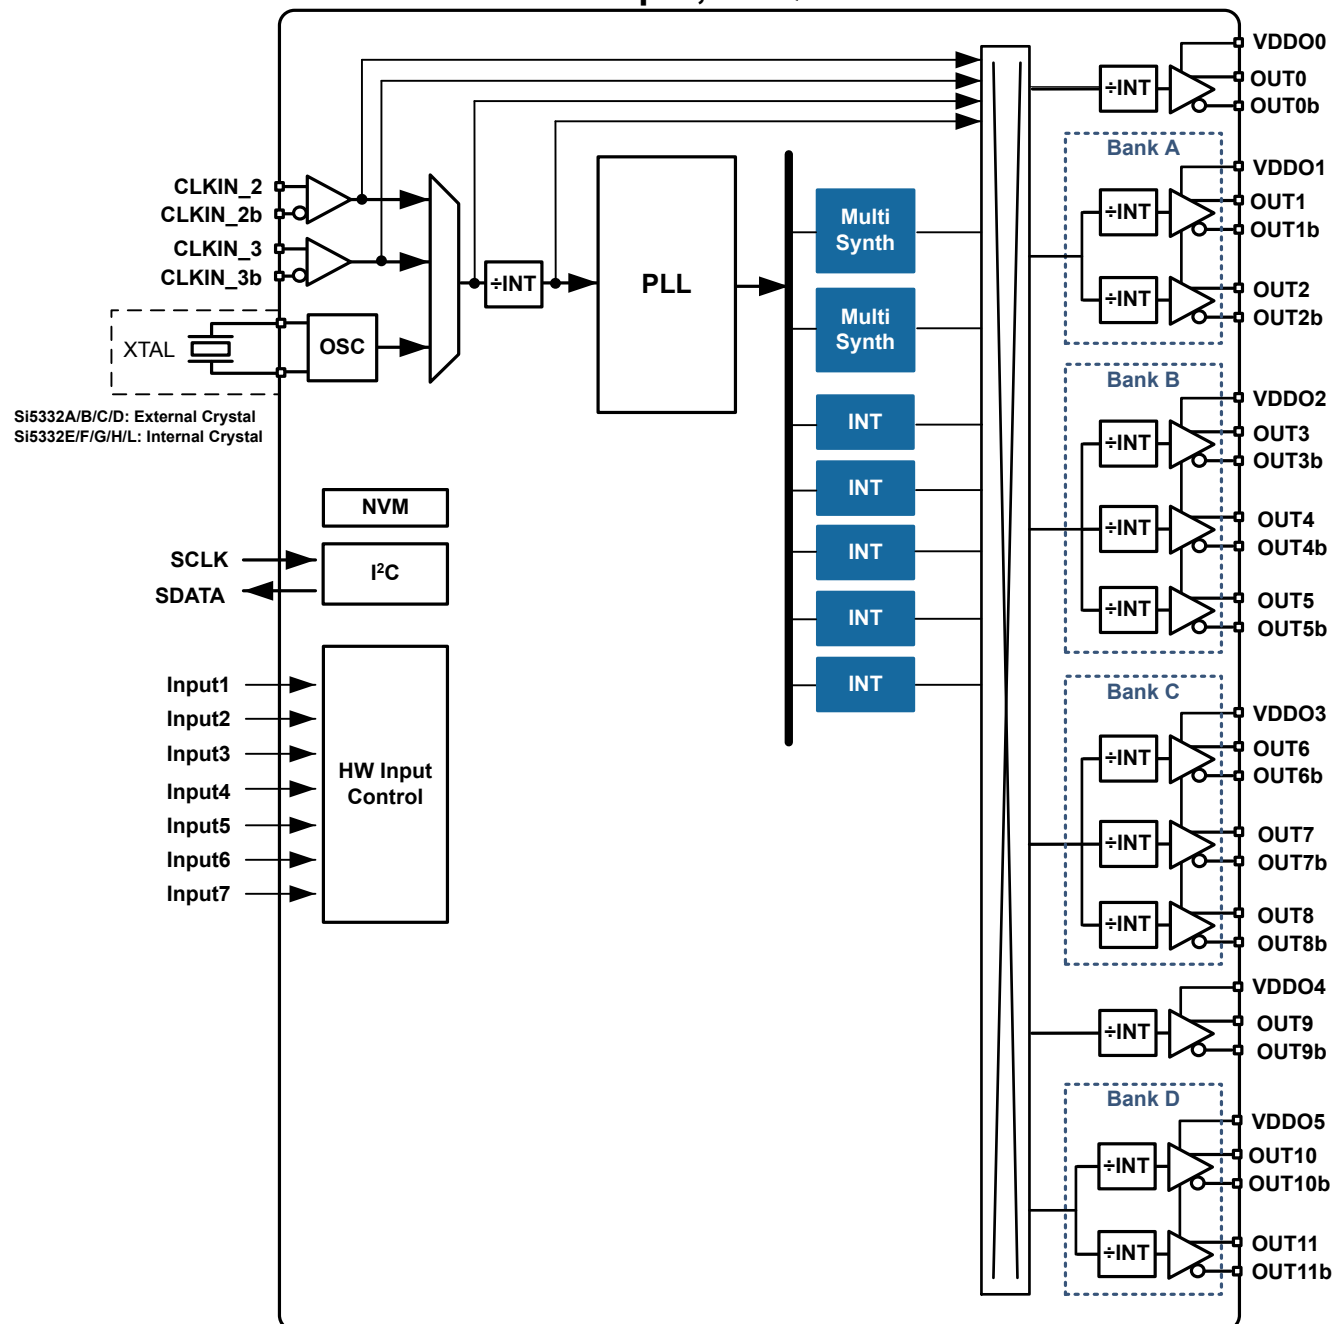 VDDO0
÷INT
OUT0
OUT0b
Bank A
CLKIN_2
CLKIN_2b
CLKIN_3
CLKIN_3b
Multi
Synth
÷INT
PLL
VDDO1
÷INT
OUT1
OUT1b
÷INT
OUT2
OUT2b
XTAL
OSC
Multi
Synth
Si5332A/B/C/D: External Crystal
Si5332E/F/G/H/L: Internal Crystal
Bank B
VDDO2
INT
÷INT
OUT3
OUT3b
NVM
INT
÷INT
OUT4
OUT4b
SCLK
SDATA
I²C
INT
÷INT
OUT5
OUT5b
INT
Input1
Input2
Input3
Input4
Input5
Input6
Input7
HW Input
Control
INT
Bank C
VDDO3
÷INT
OUT6
OUT6b
÷INT
OUT7
OUT7b
÷INT
OUT8
OUT8b
VDDO4
÷INT
OUT9
OUT9b
Bank D
VDDO5
÷INT
OUT10
OUT10b
÷INT
OUT11
OUT11b